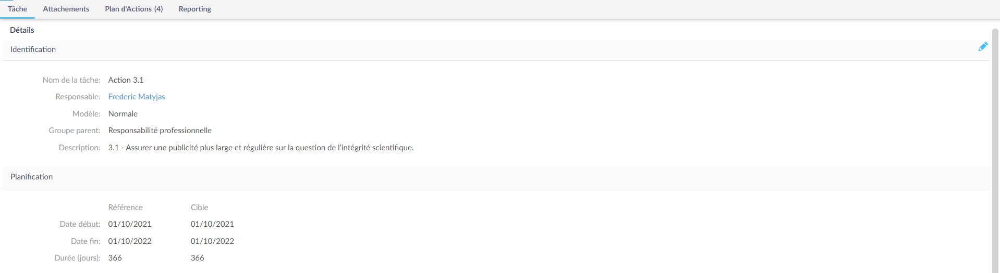 Tâche Attachements Plan d'Actions (4) Reporting
Détails
Identification
Nom de la tâche: Action 3.1
Responsable: Frederic Matyjas
Modèle: Normale
Groupe parent: Responsabilité professionnelle
Description: 3.1 - Assurer une publicité plus large et régulière sur la question de l’intégrité scientifique.
Planification
Référence Cible
Date début: 01/10/2021 01/10/2021
Date fin: 01/10/2022 01/10/2022
Durée (jours): 366 366